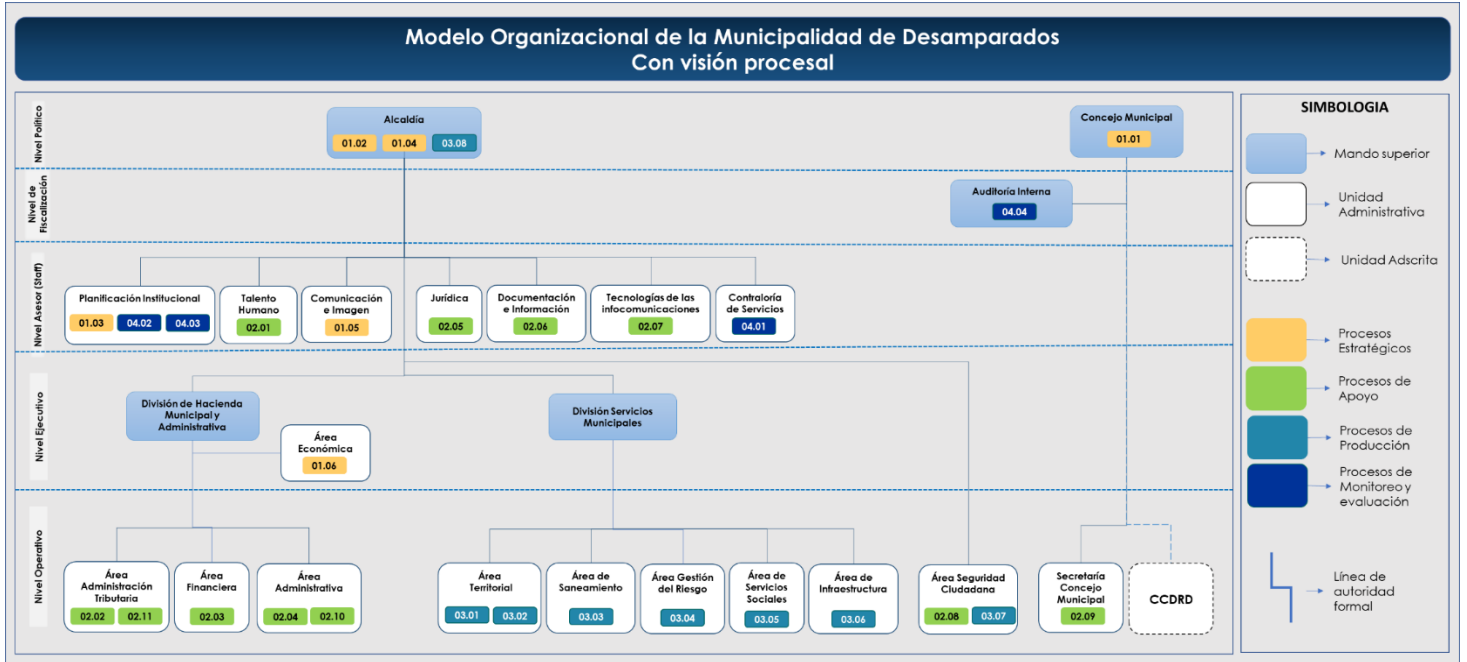 Modelo Organizacional de la Municipalidad de Desamparados
Con visión procesal
Nivel Político
Alcaldía
01.02 01.04 03.08
Concejo Municipal
01.01
Nivel de
Fiscalización
Auditoría Interna
04.04
Nivel Asesor (Staff)
Planificación Institucional
01.03 04.02 04.03
Talento
Humano
02.01
Comunicación
e Imagen
01.05
Jurídica
02.05
Documentación
e Información
02.06
Tecnologías de las
infocomunicaciones
02.07
Contraloría
de Servicios
04.01
Nivel Ejecutivo
División de Hacienda
Municipal y
Administrativa
Área
Económica
01.06
División Servicios
Municipales
Nivel Operativo
Área
Administración
Tributaria
02.02 02.11
Área
Financiera
02.03
Área
Administrativa
02.04 02.10
Área
Territorial
03.01 03.02
Área de
Saneamiento
03.03
Área Gestión
del Riesgo
03.04
Área de
Servicios
Sociales
03.05
Área de
Infraestructura
03.06
Área Seguridad
Ciudadana
02.08 03.07
Secretaría
Concejo
Municipal
02.09
CCDRD
SIMBOLOGIA
Mando superior
Unidad
Administrativa
Unidad Adscrita
Procesos
Estratégicos
Procesos de
Apoyo
Procesos de
Producción
Procesos de
Monitoreo y
evaluación
Línea de
autoridad
formal